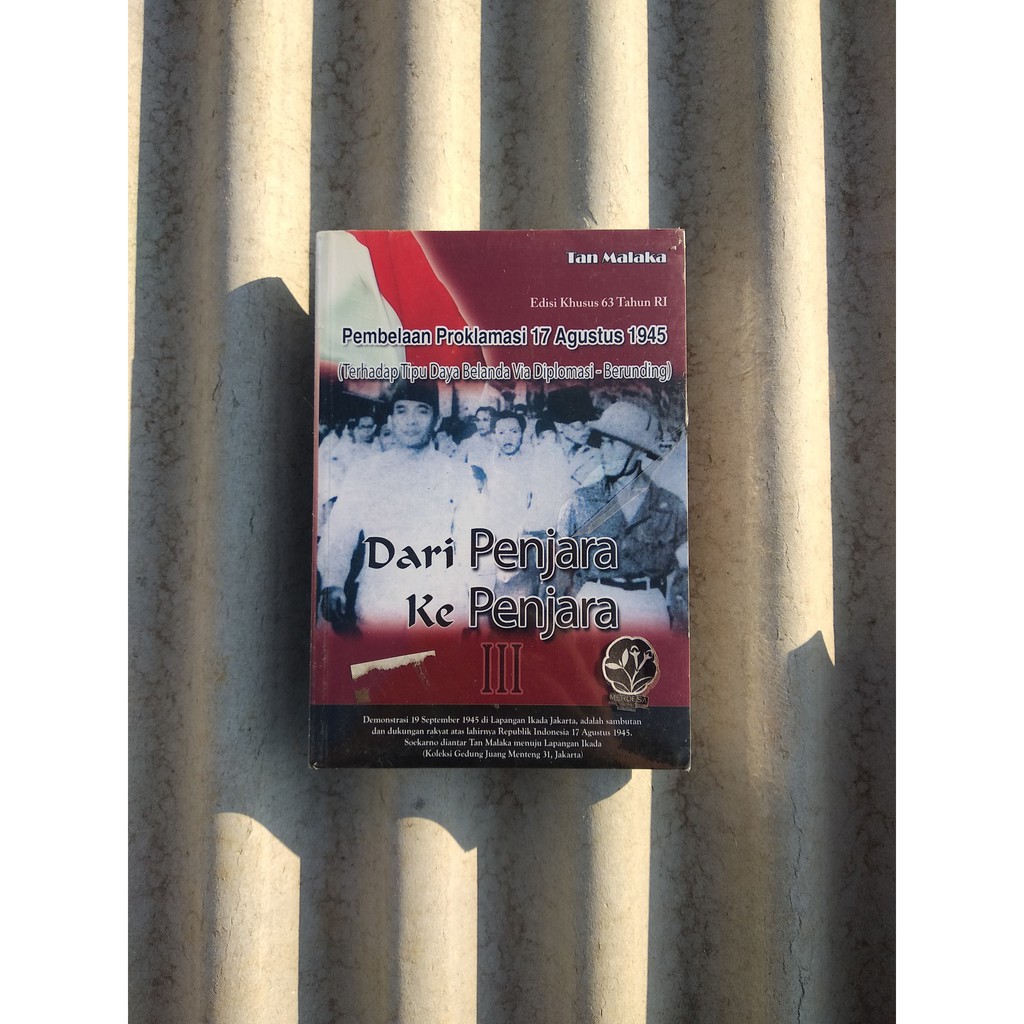 Tan Malaka
Edisi Khusus 63 Tahun RI
Pembelaan Proklamasi 17 Agustus 1945
(Terhadap Tipu Daya Belanda Via Diplomasi - Berunding)
Dari Penjara
Ke Penjara
III
MERDESA
Demonstrasi 19 September 1945 di Lapangan Ikada Jakarta, adalah sambutan
dan dukungan rakyat atas lahirnya Republik Indonesia 17 Agustus 1945.
Soekarno diantar Tan Malaka menuju Lapangan Ikada
(Koleksi Gedung Juang Menteng 31, Jakarta)